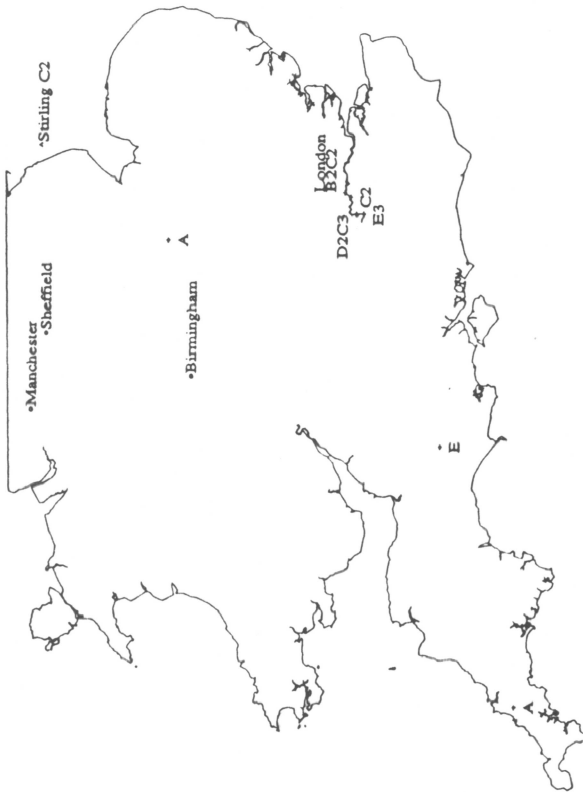 Stirling C2
Manchester
Sheffield
A
Birmingham
London
B2C2
D2C3
C2
E3
E
A